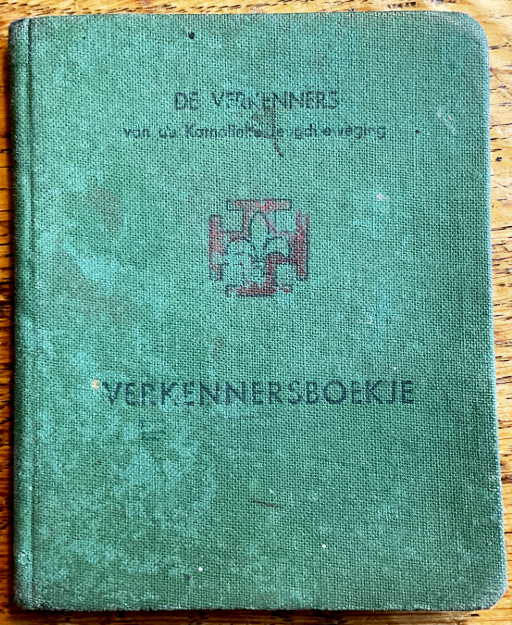 DE VERKENNERS
van de Katholieke Jeugdbeweging
VERKENNERSBOEKJE